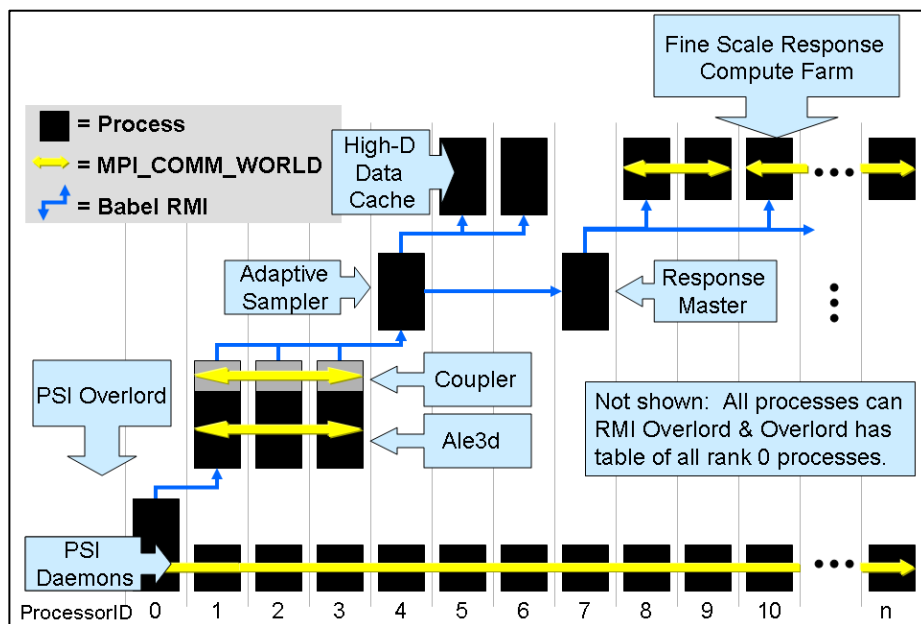 Fine Scale Response
Compute Farm
= Process
= MPI_COMM_WORLD
= Babel RMI
High-D
Data
Cache
Adaptive
Sampler
Response
Master
PSI Overlord
Coupler
Ale3d
Not shown: All processes can
RMI Overlord & Overlord has
table of all rank 0 processes.
PSI
Daemons
ProcessorID 0 1 2 3 4 5 6 7 8 9 10 n